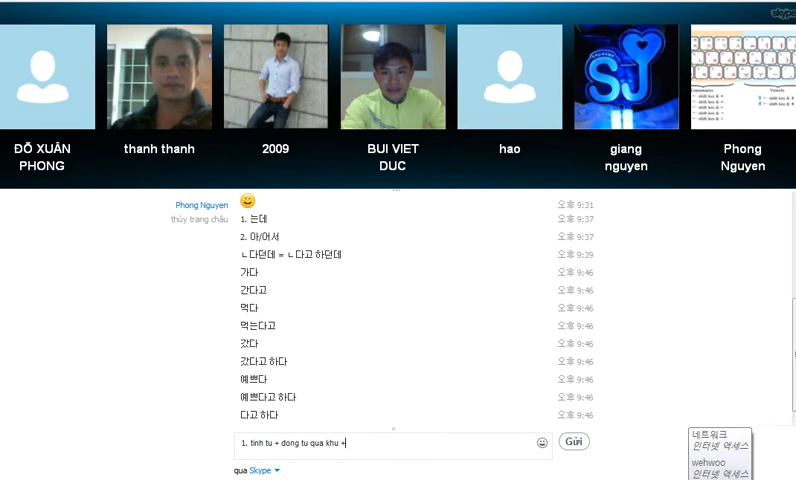 skype
ĐỖ XUÂN PHONG
thanh thanh
2009
BUI VIET DUC
hao
SJ
giang nguyen
Phong Nguyen
Phong Nguyen 오후 9:31
thùy trang châu 1. 는데 오후 9:37
2. 아/어서 오후 9:37
ㄴ다던데 = ㄴ다고 하던데 오후 9:39
가다 오후 9:46
간다고 오후 9:46
먹다 오후 9:46
먹는다고 오후 9:46
갔다 오후 9:46
갔다고 하다 오후 9:46
예쁘다 오후 9:46
예쁘다고 하다 오후 9:46
다고 하다 오후 9:46
1. tinh tu + dong tu qua khu +
Gửi
qua Skype
네트워크
인터넷 액세스
wehwoo
인터넷 액세스